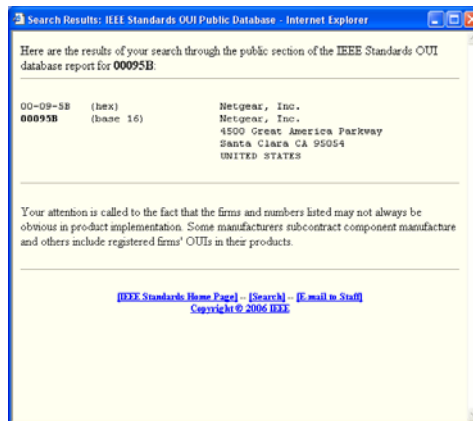 Search Results: IEEE Standards OUI Public Database - Internet Explorer
Here are the results of your search through the public section of the IEEE Standards OUI
database report for 00095B:
00-09-5B (hex) Netgear, Inc.
00095B (base 16) Netgear, Inc.
4500 Great America Parkway
Santa Clara CA 95054
UNITED STATES
Your attention is called to the fact that the firms and numbers listed may not always be
obvious in product implementation. Some manufacturers subcontract component manufacture
and others include registered firms' OUIs in their products.
[IEEE Standards Home Page] -- [Search] -- [E-mail to Staff]
Copyright © 2006 IEEE